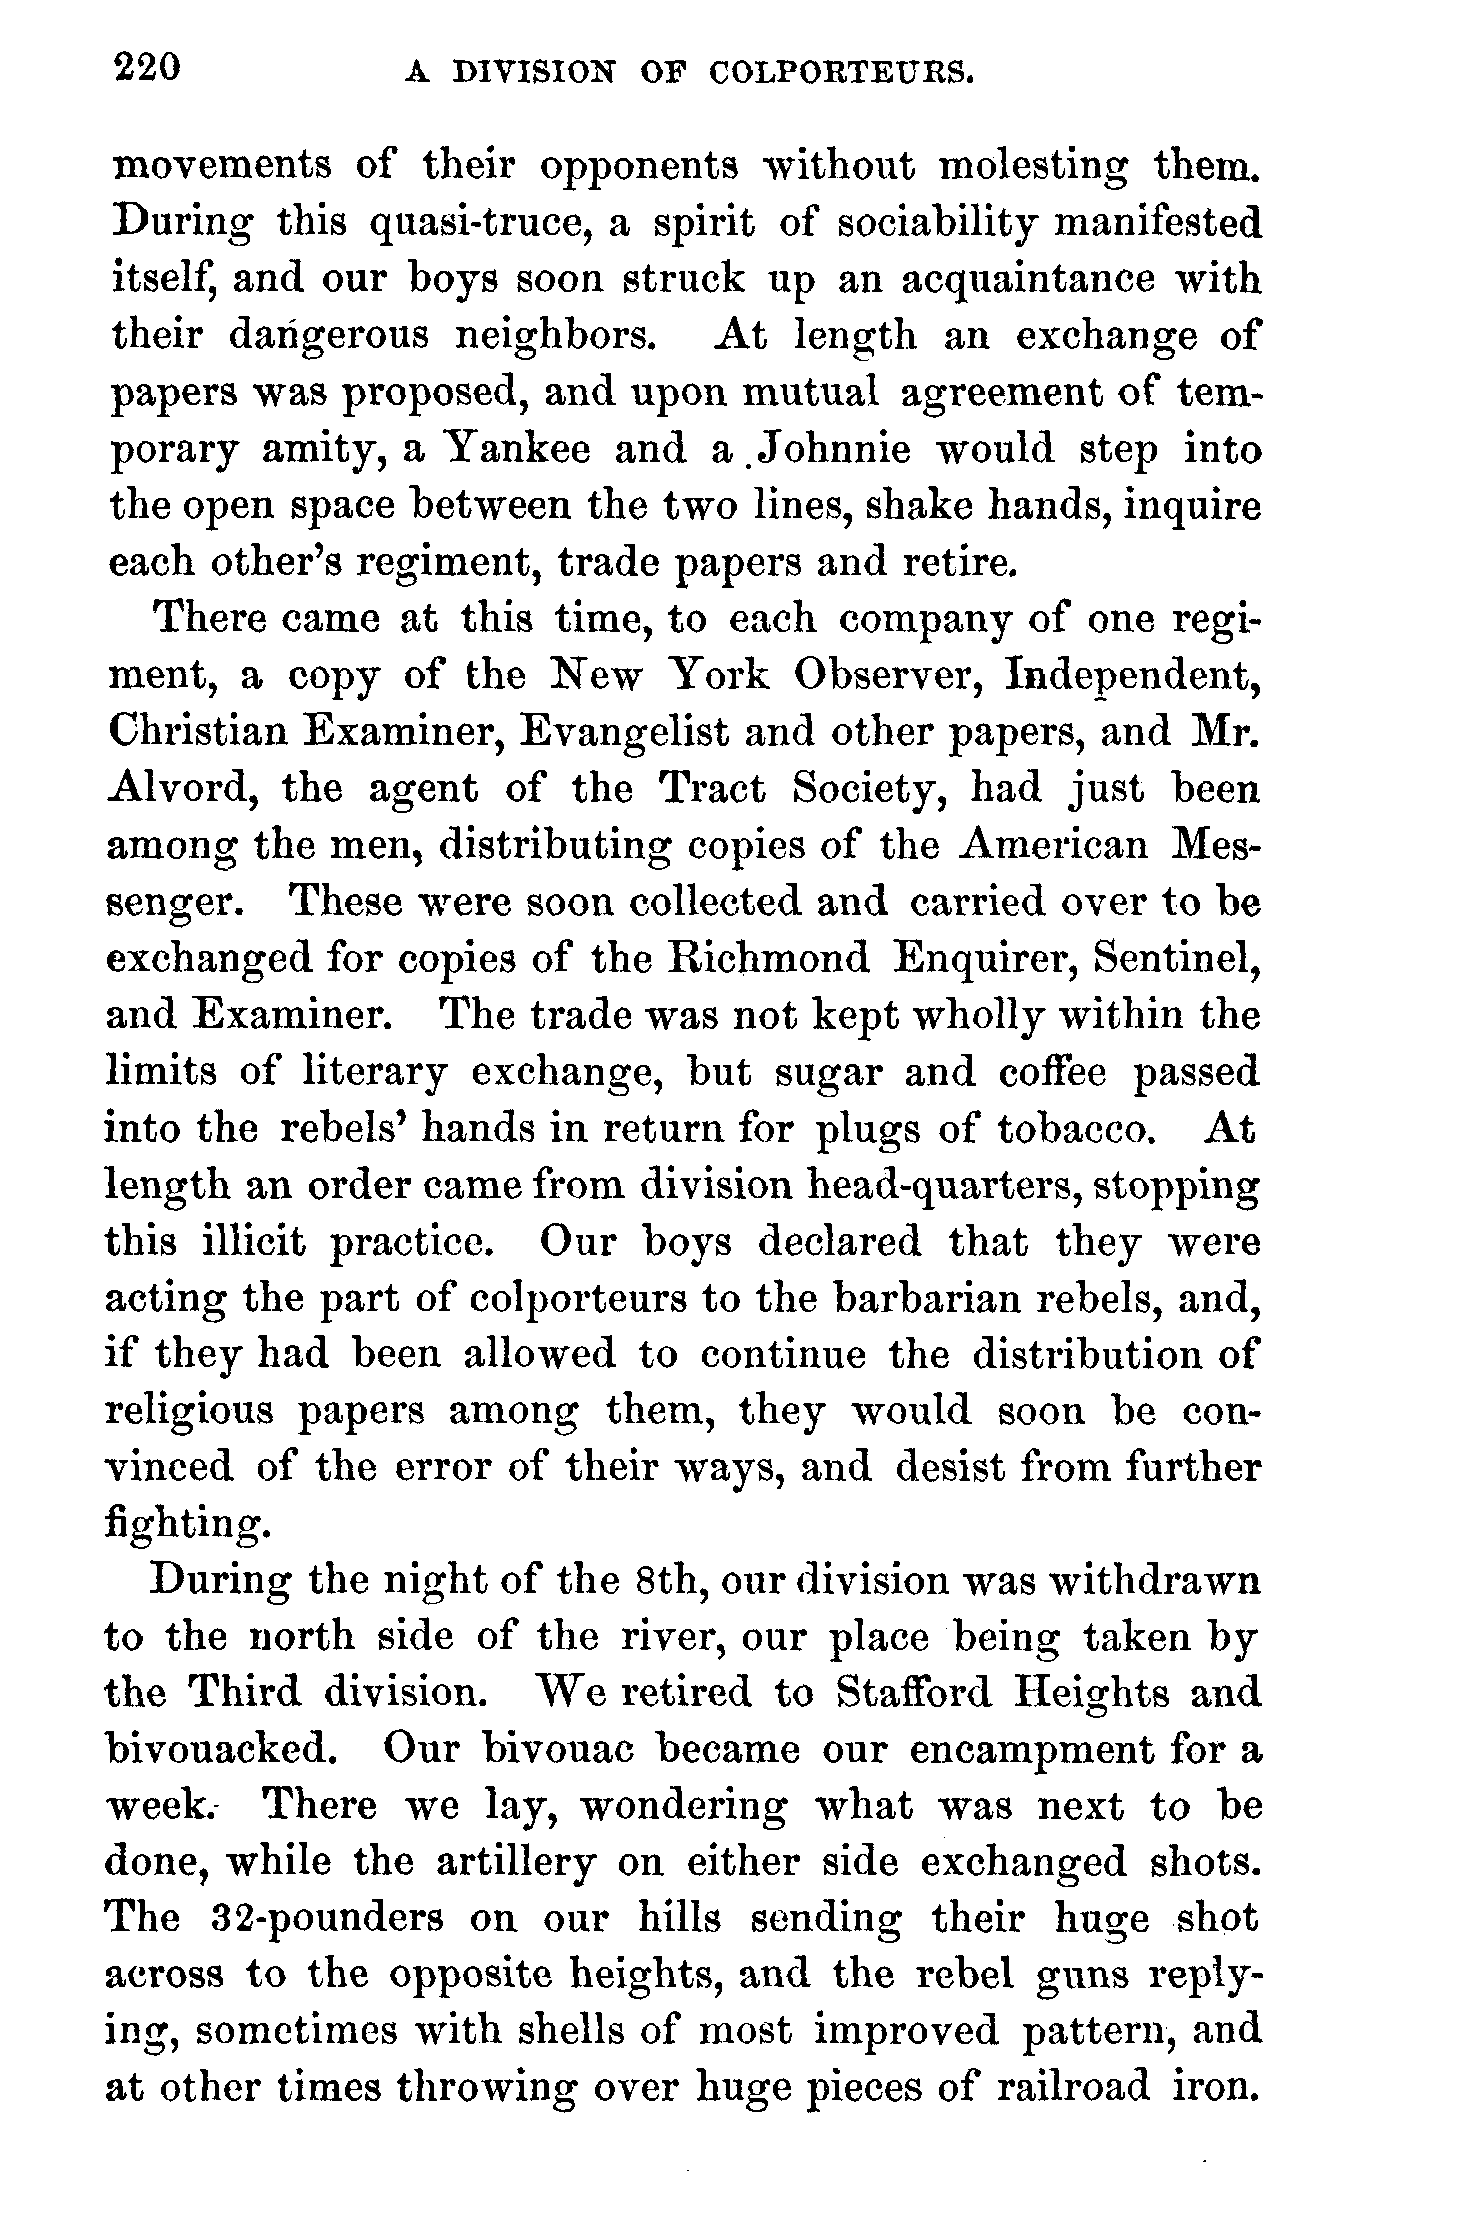 220 A DIVISION OF COLPORTEURS.
movements of their opponents without molesting them.
During this quasi-truce, a spirit of sociability manifested
itself, and our boys soon struck up an acquaintance with
their dangerous neighbors. At length an exchange of
papers was proposed, and upon mutual agreement of tem-
porary amity, a Yankee and a Johnnie would step into
the open space between the two lines, shake hands, inquire
each other's regiment, trade papers and retire.
There came at this time, to each company of one regi-
ment, a copy of the New York Observer, Independent,
Christian Examiner, Evangelist and other papers, and Mr.
Alvord, the agent of the Tract Society, had just been
among the men, distributing copies of the American Mes-
senger. These were soon collected and carried over to be
exchanged for copies of the Richmond Enquirer, Sentinel,
and Examiner. The trade was not kept wholly within the
limits of literary exchange, but sugar and coffee passed
into the rebels' hands in return for plugs of tobacco. At
length an order came from division head-quarters, stopping
this illicit practice. Our boys declared that they were
acting the part of colporteurs to the barbarian rebels, and,
if they had been allowed to continue the distribution of
religious papers among them, they would soon be con-
vinced of the error of their ways, and desist from further
fighting.
During the night of the 8th, our division was withdrawn
to the north side of the river, our place being taken by
the Third division. We retired to Stafford Heights and
bivouacked. Our bivouac became our encampment for a
week. There we lay, wondering what was next to be
done, while the artillery on either side exchanged shots.
The 32-pounders on our hills sending their huge shot
across to the opposite heights, and the rebel guns reply-
ing, sometimes with shells of most improved pattern, and
at other times throwing over huge pieces of railroad iron.